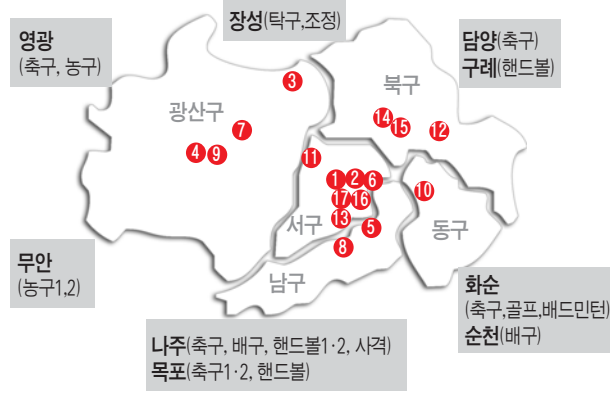 장성(탁구,조정)
영광
(축구, 농구)
담양(축구)
구례(핸드볼)
3
북구
광산구
14
15
12
7
4
9
11
1
2
6
10
17
16
13
5
서구
동구
8
남구
무안
(농구1,2)
화순
(축구,골프,배드민턴)
순천(배구)
나주(축구, 배구, 핸드볼1·2, 사격)
목포(축구1·2, 핸드볼)